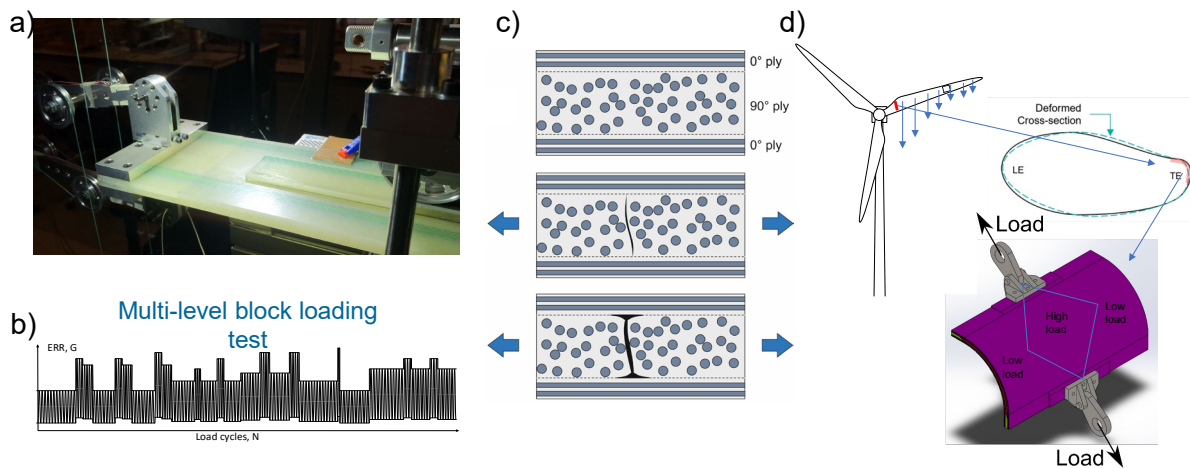 a)
b)
Multi-level block loading
test
ERR, G
Load cycles, N
c)
0° ply
90° ply
0° ply
d)
Deformed
Cross-section
LE
TE
Load
High
load
Low
load
Low
load
Load